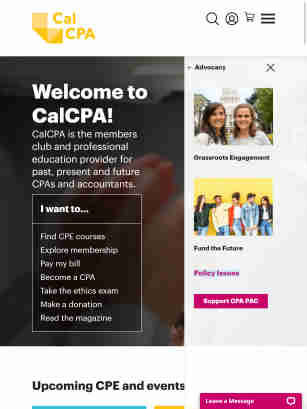 Cal
CPA
Advocacy
Welcome to
CalCPA!
CalCPA is the members
club and professional
education provider for
past, present and future
CPAs and accountants.
I want to...
Find CPE courses
Explore membership
Pay my bill
Become a CPA
Take the ethics exam
Make a donation
Read the magazine
Grassroots Engagement
Fund the Future
Policy Issues
Support CPA PAC
Upcoming CPE and events
Leave a Message